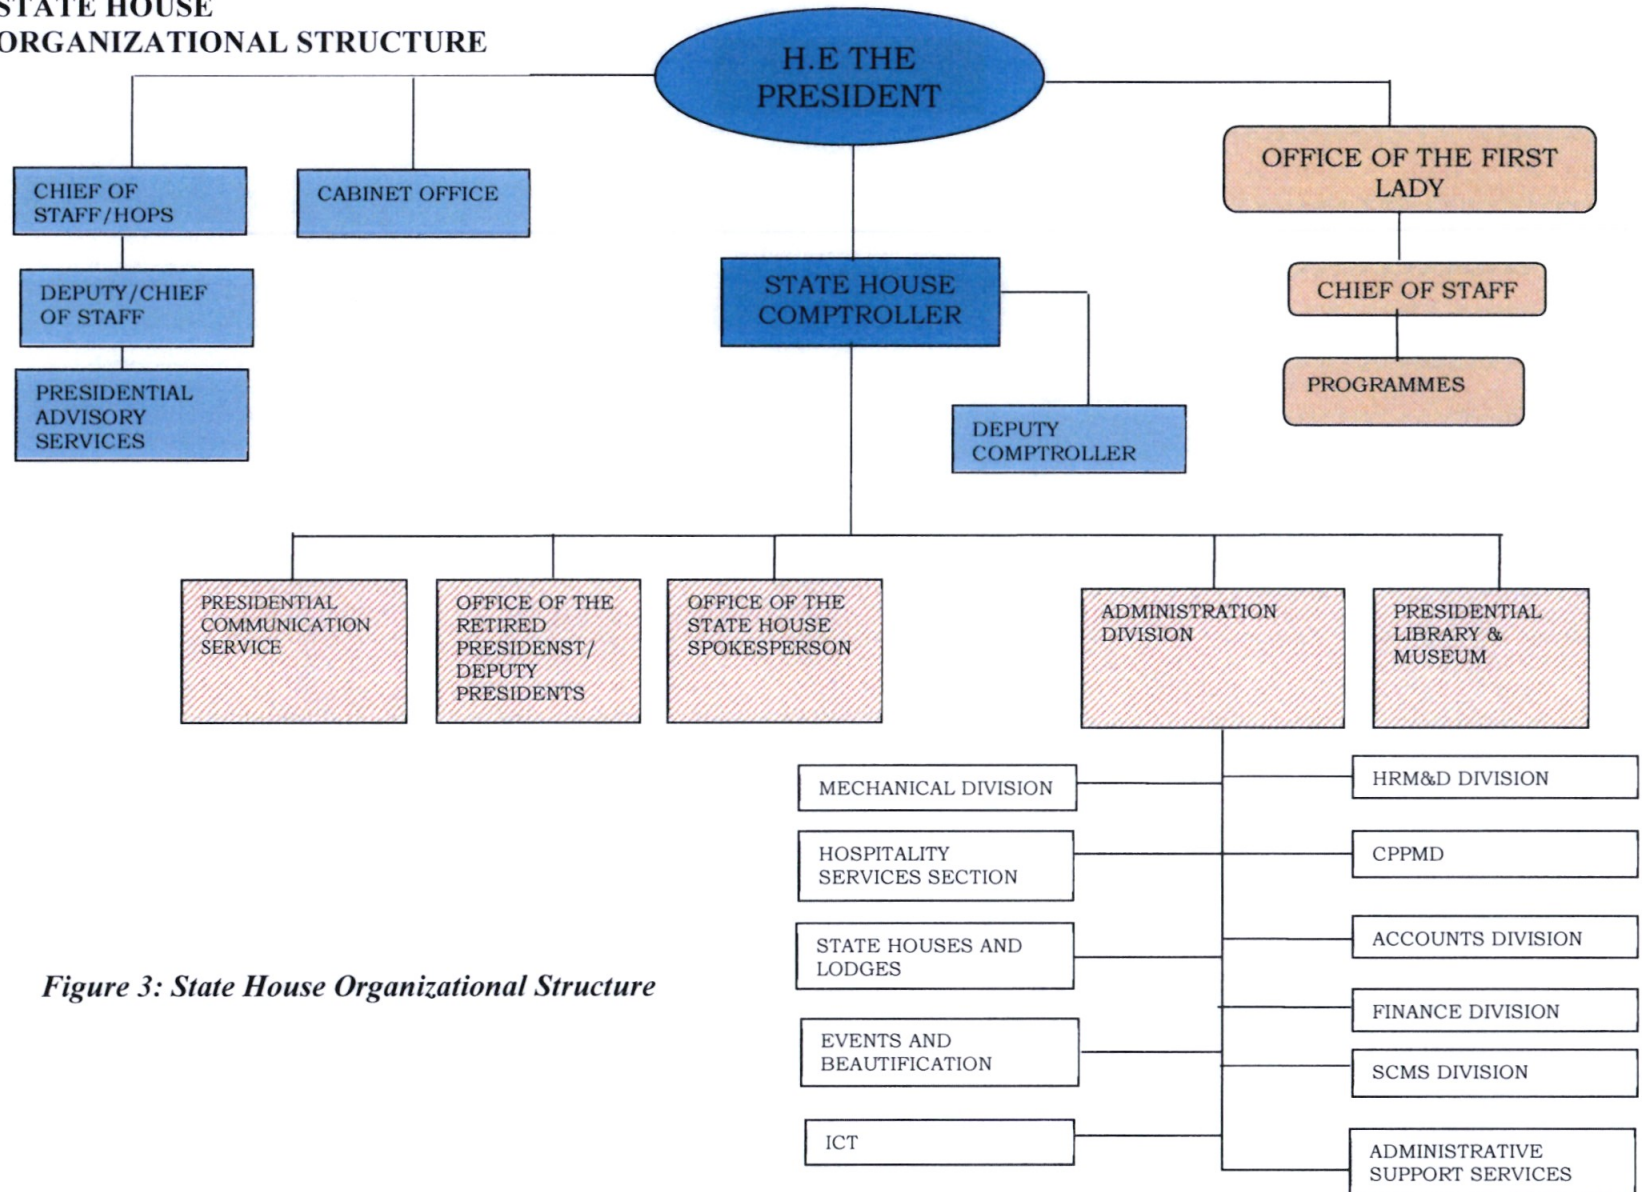 STATE HOUSE
ORGANIZATIONAL STRUCTURE
H.E THE
PRESIDENT
CHIEF OF
STAFF/HOPS
CABINET OFFICE
OFFICE OF THE FIRST
LADY
DEPUTY/CHIEF
OF STAFF
STATE HOUSE
COMPTROLLER
CHIEF OF STAFF
PRESIDENTIAL
ADVISORY
SERVICES
DEPUTY
COMPTROLLER
PROGRAMMES
PRESIDENTIAL
COMMUNICATION
SERVICE
OFFICE OF THE
RETIRED
PRESIDENST/
DEPUTY
PRESIDENTS
OFFICE OF THE
STATE HOUSE
SPOKESPERSON
ADMINISTRATION
DIVISION
PRESIDENTIAL
LIBRARY &
MUSEUM
MECHANICAL DIVISION
HRM&D DIVISION
HOSPITALITY
SERVICES SECTION
CPPMD
STATE HOUSES AND
LODGES
ACCOUNTS DIVISION
Figure 3: State House Organizational Structure
FINANCE DIVISION
EVENTS AND
BEAUTIFICATION
SCMS DIVISION
ICT
ADMINISTRATIVE
SUPPORT SERVICES